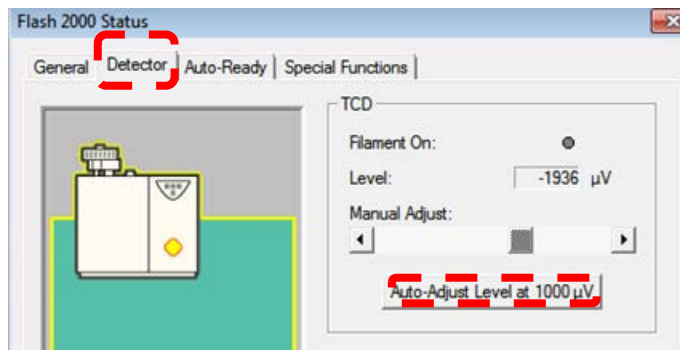 Flash 2000 Status
General Detector Auto-Ready Special Functions
TCD
Filament On:
Level: -1936 µV
Manual Adjust:
Auto-Adjust Level at 1000 µV